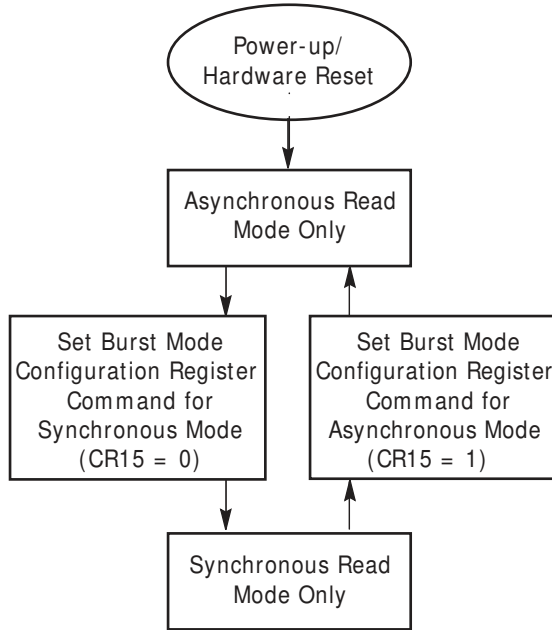 Power-up/
Hardware Reset
Asynchronous Read
Mode Only
Set Burst Mode
Configuration Register
Command for
Synchronous Mode
(CR15 = 0)
Set Burst Mode
Configuration Register
Command for
Asynchronous Mode
(CR15 = 1)
Synchronous Read
Mode Only